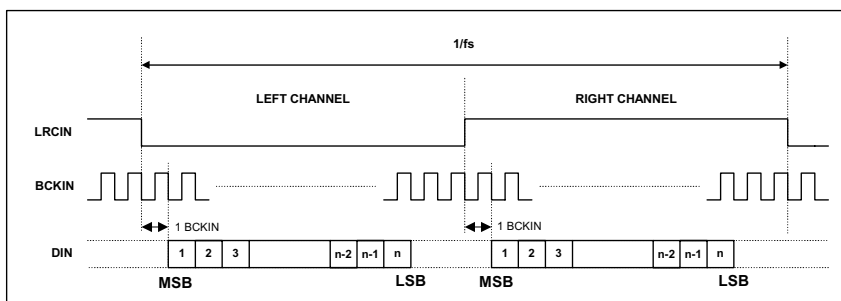 1/fs
LEFT CHANNEL RIGHT CHANNEL
LRCIN
BCKIN
1 BCKIN 1 BCKIN
DIN 1 2 3 n-2 n-1 n 1 2 3 n-2 n-1 n
MSB LSB MSB LSB